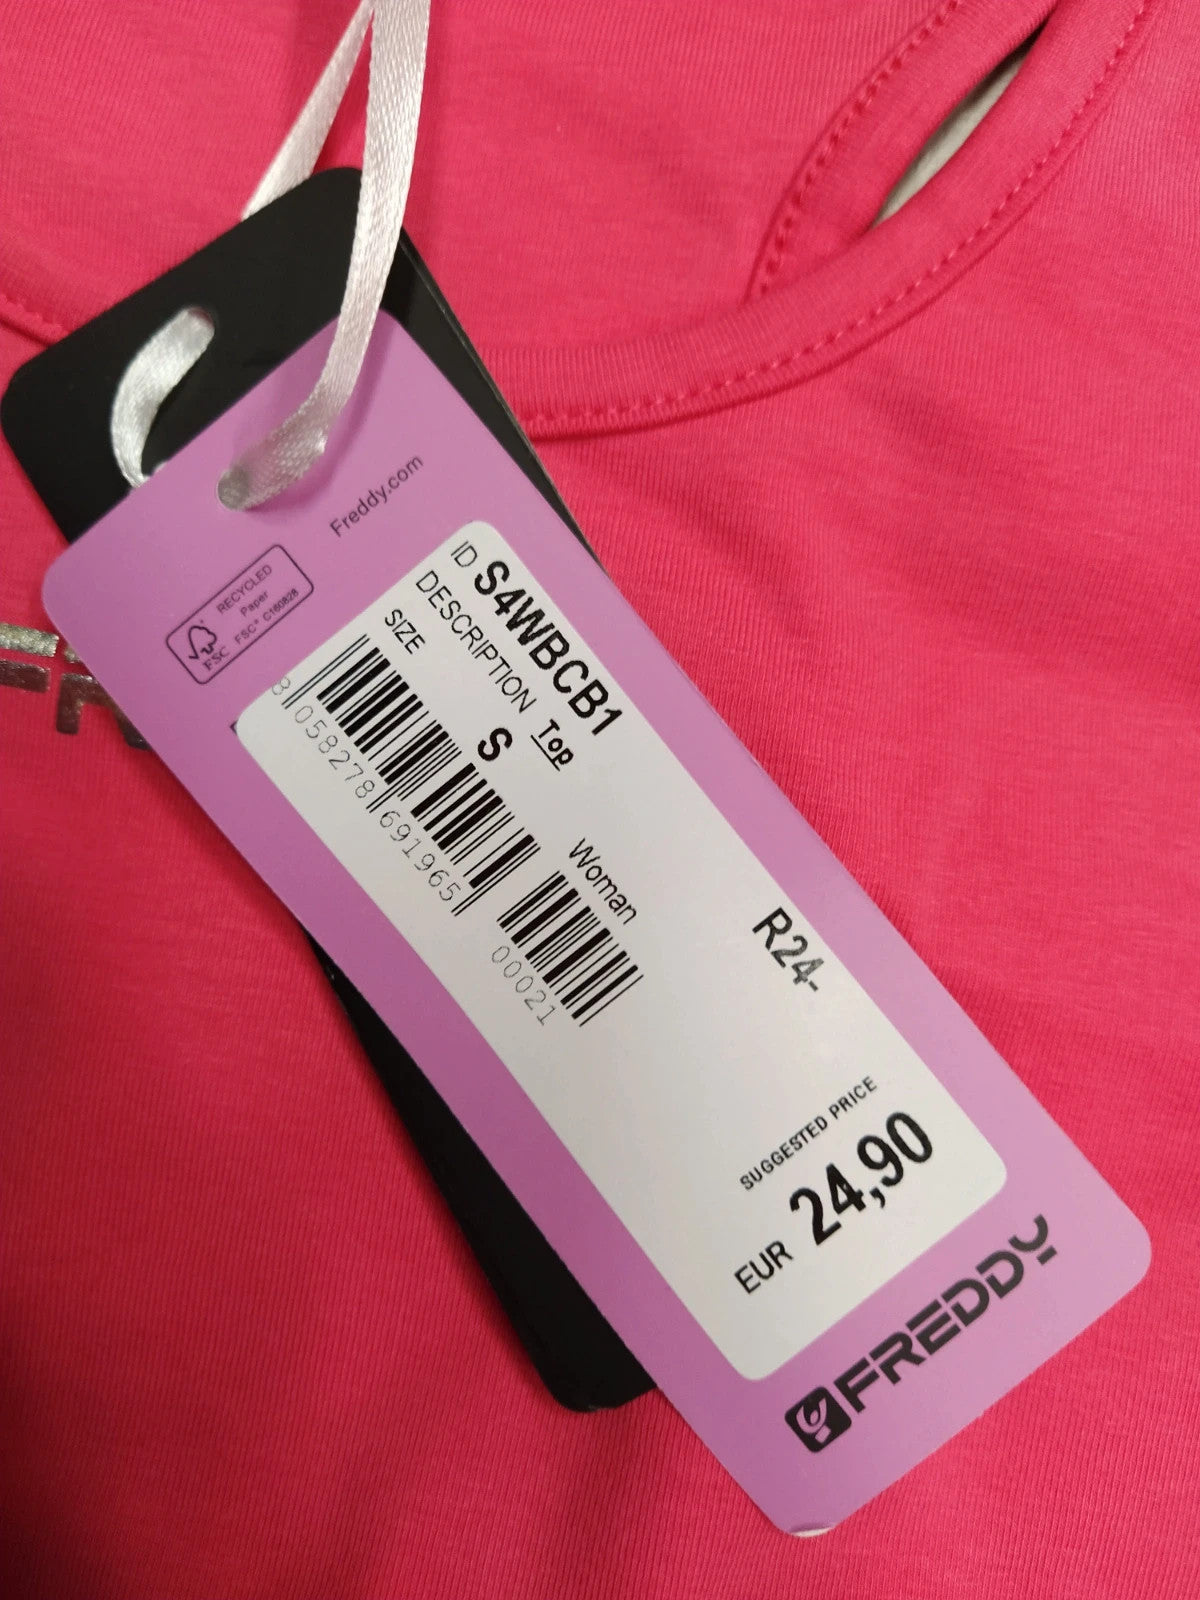 Freddy.com
RECYCLED
Paper
FSC® C160828
FSC
ID S4WBCB1
DESCRIPTION Top
SIZE S
Woman
8 058278 691965
00021
R24-
SUGGESTED PRICE
EUR 24,90
FREDDY